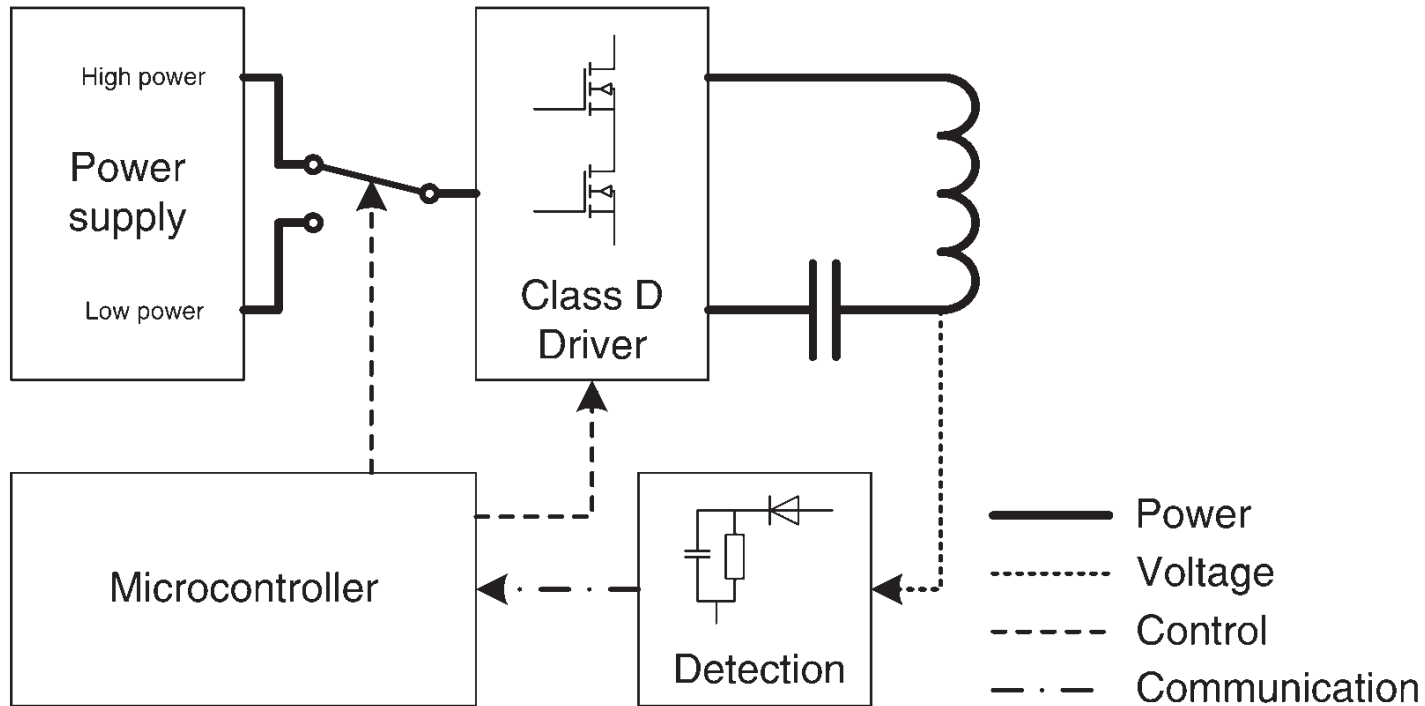 High power
Power
supply
Low power
Class D
Driver
Microcontroller
Detection
Power
Voltage
Control
Communication